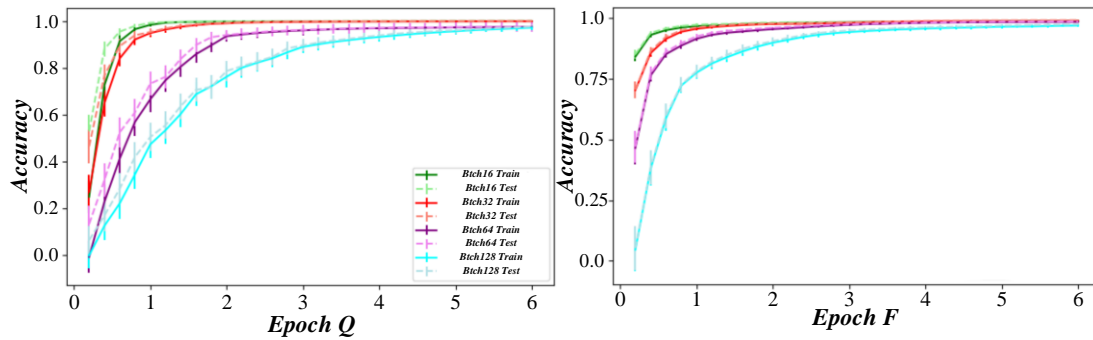 1.0
0.8
0.6
0.4
0.2
0.0
Accuracy
0 1 2 3 4 5 6
Epoch Q
Btch16 Train
Btch16 Test
Btch32 Train
Btch32 Test
Btch64 Train
Btch64 Test
Btch128 Train
Btch128 Test
1.00
0.75
0.50
0.25
0.0
Accuracy
0 1 2 3 4 5 6
Epoch F